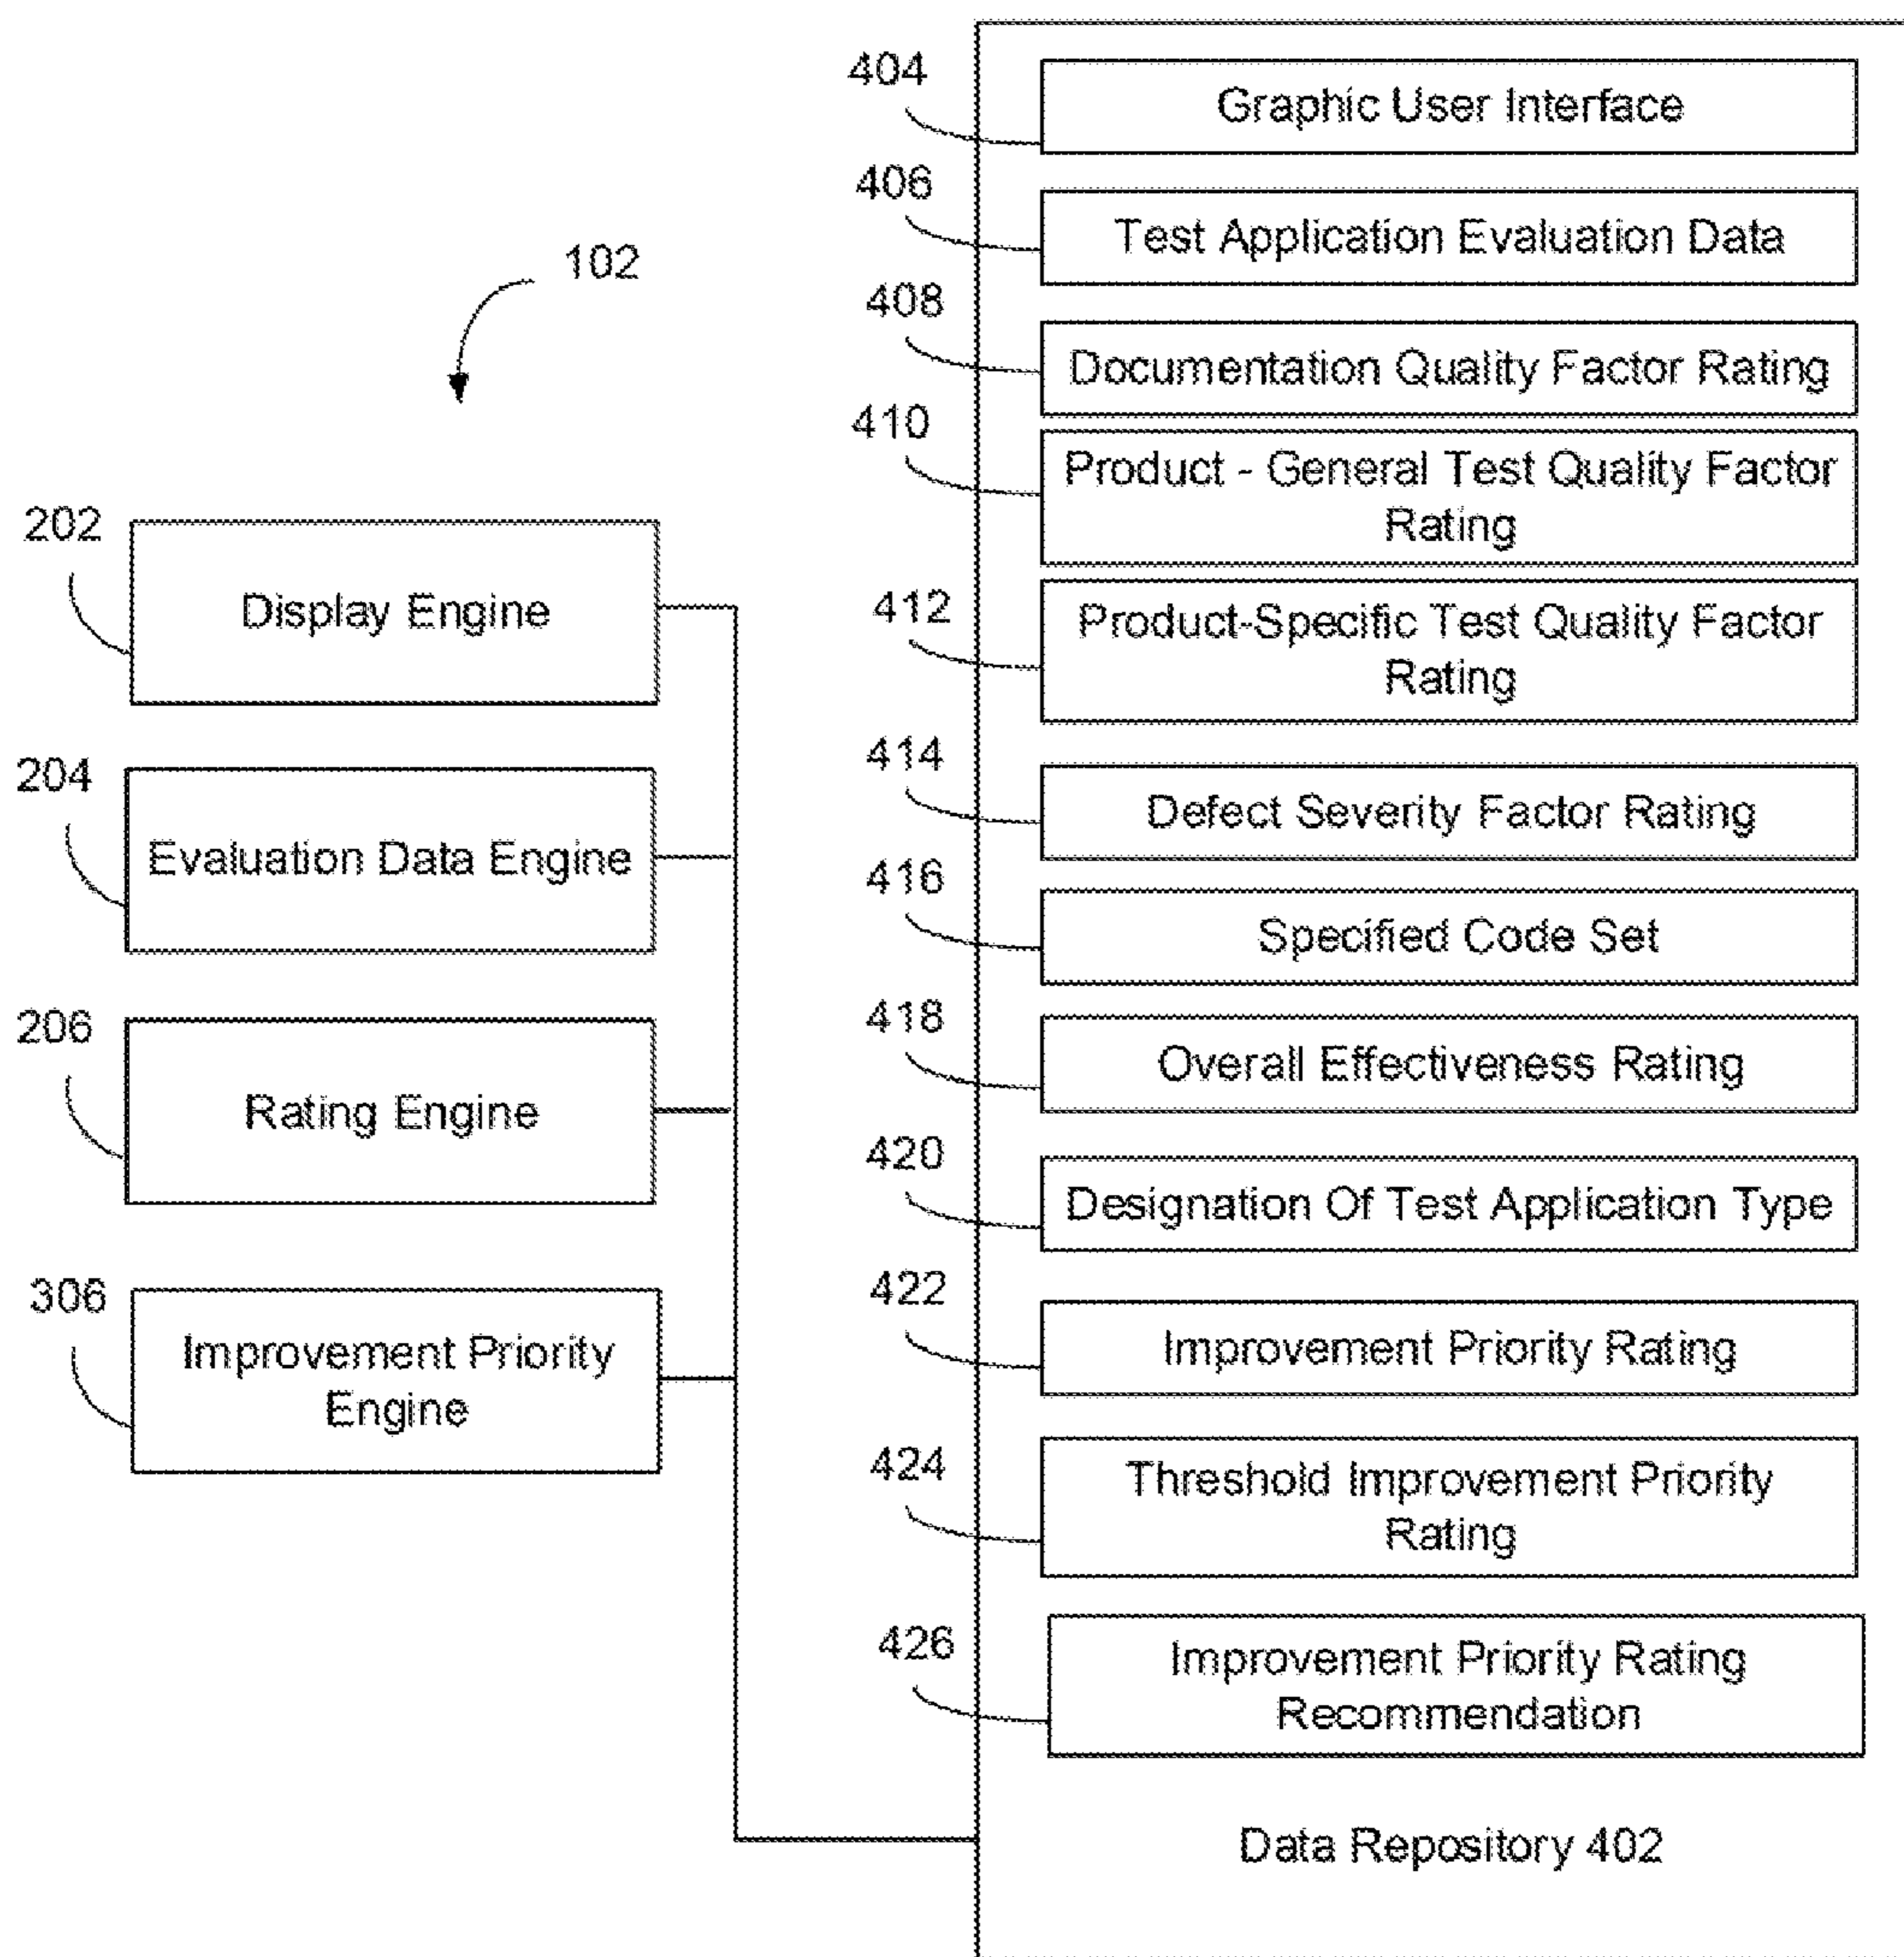 102
202
Display Engine
204
Evaluation Data Engine
206
Rating Engine
306
Improvement Priority
Engine
404
Graphic User Interface
406
Test Application Evaluation Data
408
Documentation Quality Factor Rating
410
Product - General Test Quality Factor
Rating
412
Product-Specific Test Quality Factor
Rating
414
Defect Severity Factor Rating
416
Specified Code Set
418
Overall Effectiveness Rating
420
Designation Of Test Application Type
422
Improvement Priority Rating
424
Threshold Improvement Priority
Rating
426
Improvement Priority Rating
Recommendation
Data Repository 402